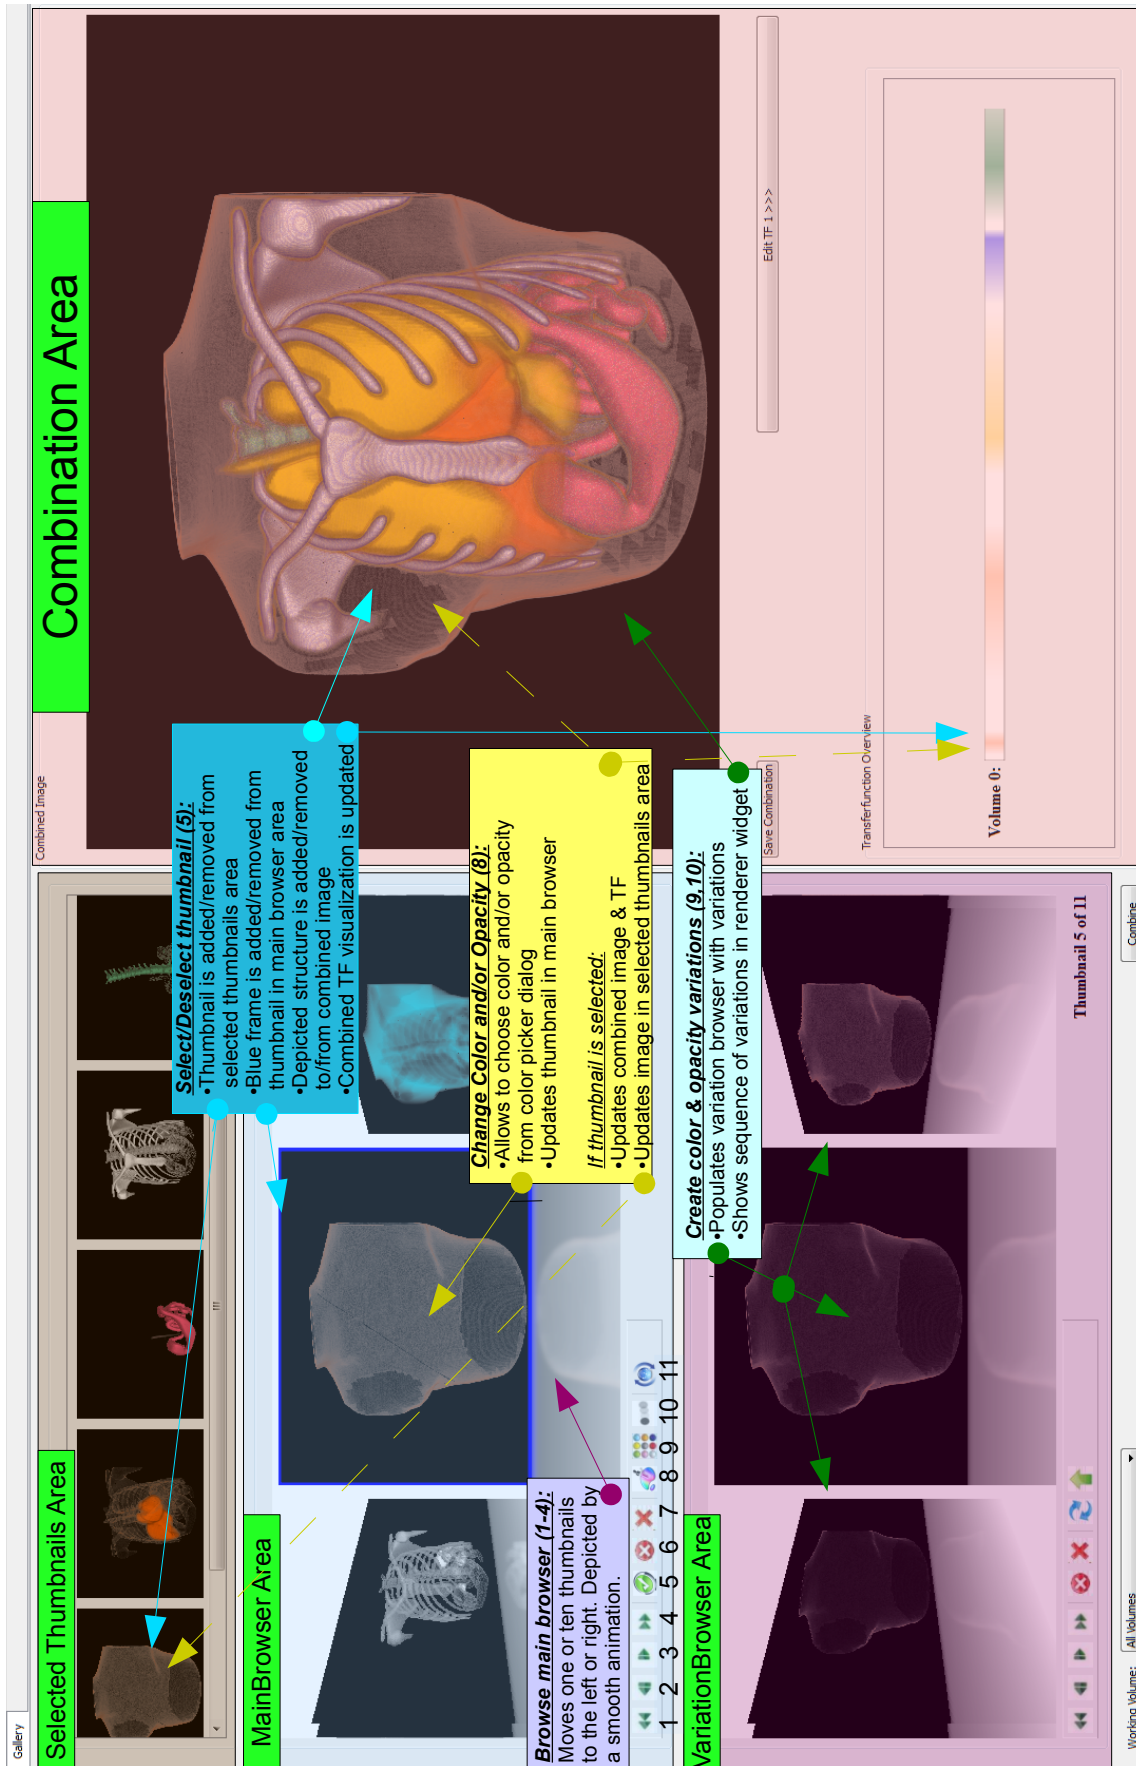 Gallery
Selected Thumbnails Area
Combined Image
Combination Area
Select/Deselect thumbnail (5):
•Thumbnail is added/removed from
selected thumbnails area
•Blue frame is added/removed from
thumbnail in main browser area
•Depicted structure is added/removed
to/from combined image
•Combined TF visualization is updated
MainBrowser Area
Change Color and/or Opacity (8):
•Allows to choose color and/or opacity
from color picker dialog
•Updates thumbnail in main browser
If thumbnail is selected:
•Updates combined image & TF
•Updates image in selected thumbnails area
Browse main browser (1-4):
Moves one or ten thumbnails
to the left or right. Depicted by
a smooth animation.
1 2 3 4 5 6 7 8 9 10 11
Create color & opacity variations (9,10):
•Populates variation browser with variations
•Shows sequence of variations in renderer widget
VariationBrowser Area
Thumbnail 5 of 11
Save Combination
Edit TF 1 >>>
Transferfunction Overview
Volume 0:
Working Volume:
All Volumes
Combine